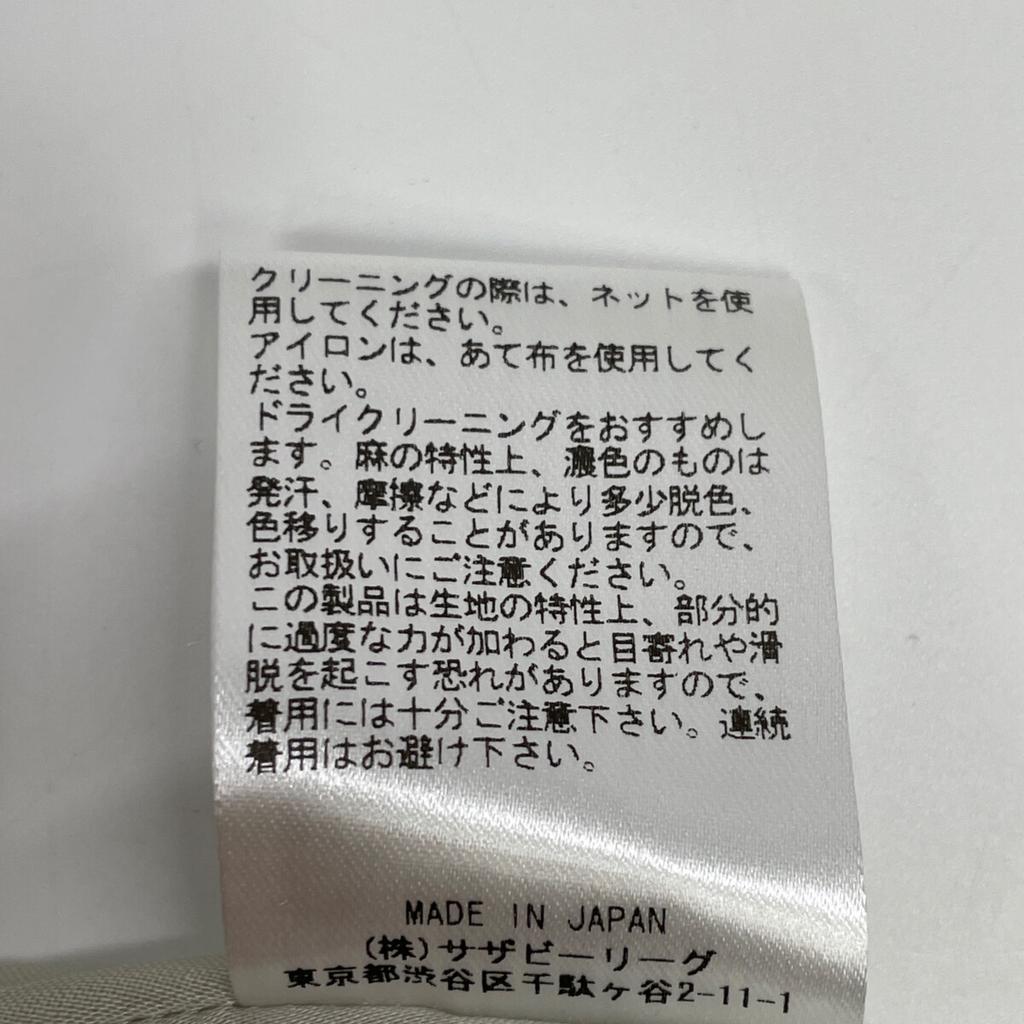 クリーニングの際は、ネットを使
用してください。
アイロンは、あて布を使用してく
ださい。
ドライクリーニングをおすすめし
ます。麻の特性上、濃色のものは
発汗、摩擦などにより多少脱色、
色移りすることがありますので、
お取扱いにご注意ください。
この製品は生地の特性上、部分的
に過度な力が加わると目寄れや滑
脱を起こす恐れがありますので、
着用には十分ご注意下さい。連続
着用はお避け下さい。
MADE IN JAPAN
(株)サザビーリーグ
東京都渋谷区千駄ヶ谷2-11-1